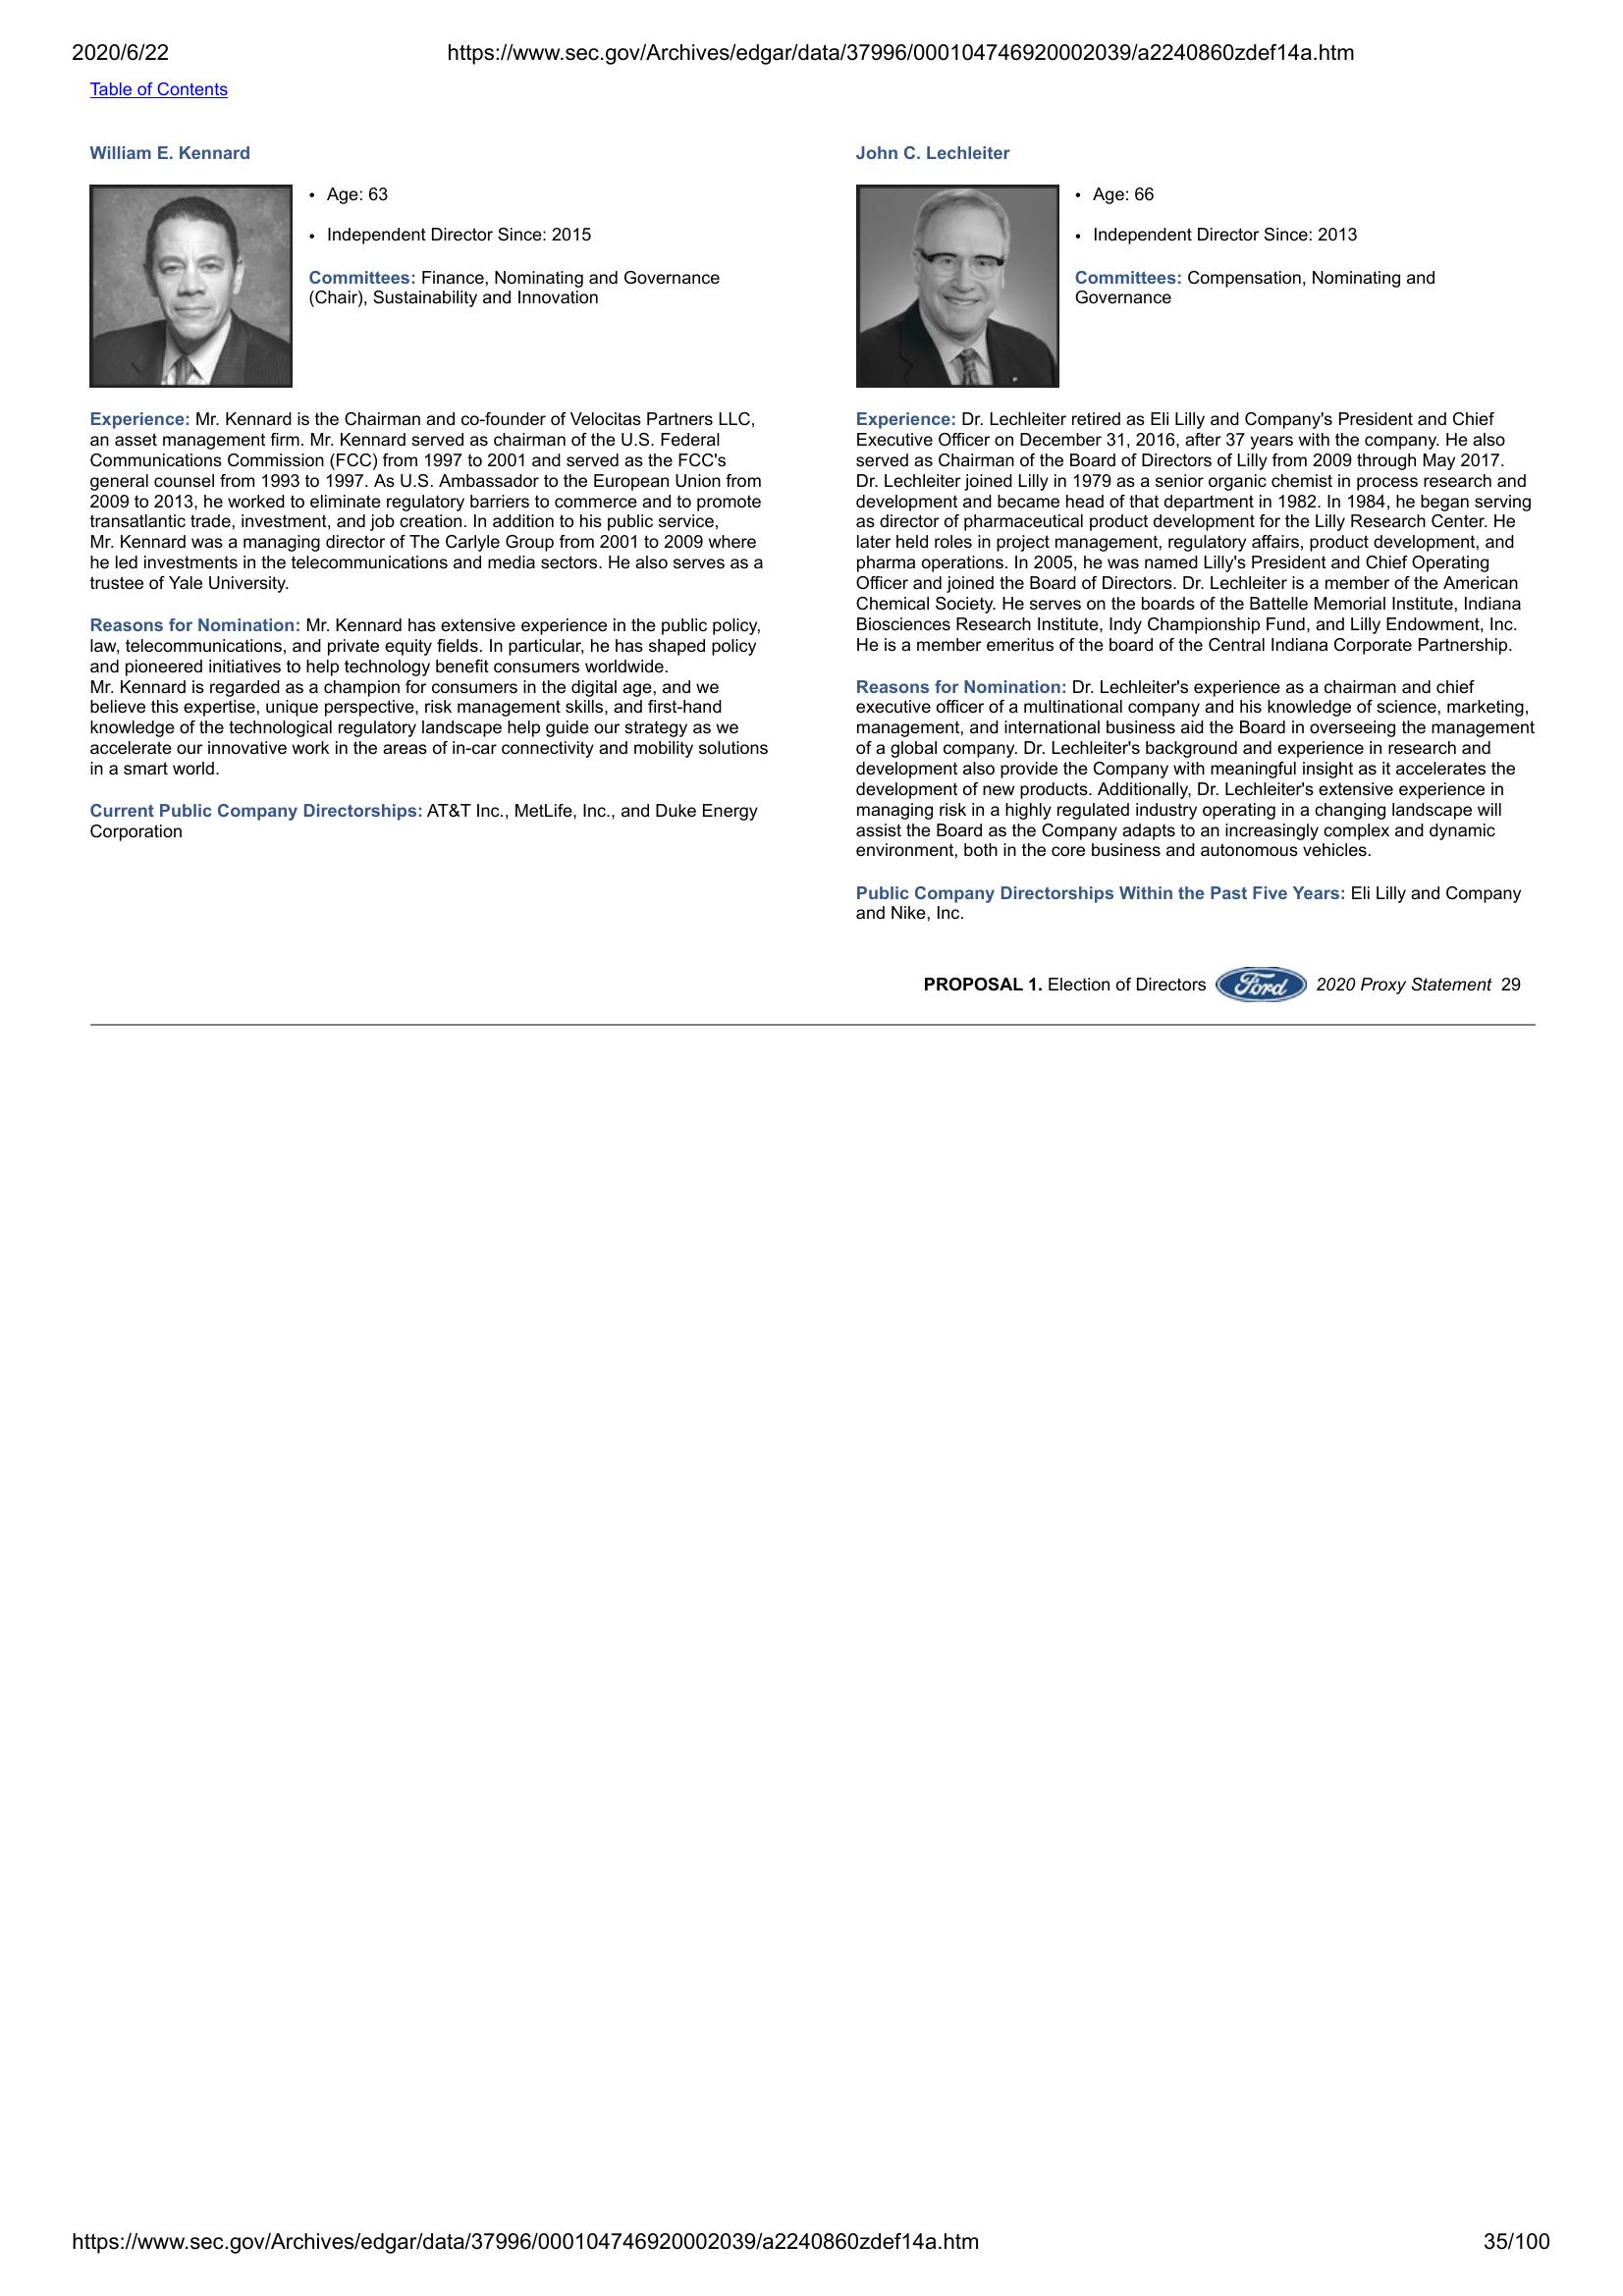 2020/6/22
https://www.sec.gov/Archives/edgar/data/37996/000104746920002039/a2240860zdef14a.htm
Table of Contents
William E. Kennard
• Age: 63
• Independent Director Since: 2015
Committees: Finance, Nominating and Governance
(Chair), Sustainability and Innovation
Experience: Mr. Kennard is the Chairman and co-founder of Velocitas Partners LLC,
an asset management firm. Mr. Kennard served as chairman of the U.S. Federal
Communications Commission (FCC) from 1997 to 2001 and served as the FCC's
general counsel from 1993 to 1997. As U.S. Ambassador to the European Union from
2009 to 2013, he worked to eliminate regulatory barriers to commerce and to promote
transatlantic trade, investment, and job creation. In addition to his public service,
Mr. Kennard was a managing director of The Carlyle Group from 2001 to 2009 where
he led investments in the telecommunications and media sectors. He also serves as a
trustee of Yale University.
Reasons for Nomination: Mr. Kennard has extensive experience in the public policy,
law, telecommunications, and private equity fields. In particular, he has shaped policy
and pioneered initiatives to help technology benefit consumers worldwide.
Mr. Kennard is regarded as a champion for consumers in the digital age, and we
believe this expertise, unique perspective, risk management skills, and first-hand
knowledge of the technological regulatory landscape help guide our strategy as we
accelerate our innovative work in the areas of in-car connectivity and mobility solutions
in a smart world.
Current Public Company Directorships: AT&T Inc., MetLife, Inc., and Duke Energy
Corporation
John C. Lechleiter
• Age: 66
• Independent Director Since: 2013
Committees: Compensation, Nominating and
Governance
Experience: Dr. Lechleiter retired as Eli Lilly and Company's President and Chief
Executive Officer on December 31, 2016, after 37 years with the company. He also
served as Chairman of the Board of Directors of Lilly from 2009 through May 2017.
Dr. Lechleiter joined Lilly in 1979 as a senior organic chemist in process research and
development and became head of that department in 1982. In 1984, he began serving
as director of pharmaceutical product development for the Lilly Research Center. He
later held roles in project management, regulatory affairs, product development, and
pharma operations. In 2005, he was named Lilly's President and Chief Operating
Officer and joined the Board of Directors. Dr. Lechleiter is a member of the American
Chemical Society. He serves on the boards of the Battelle Memorial Institute, Indiana
Biosciences Research Institute, Indy Championship Fund, and Lilly Endowment, Inc.
He is a member emeritus of the board of the Central Indiana Corporate Partnership.
Reasons for Nomination: Dr. Lechleiter's experience as a chairman and chief
executive officer of a multinational company and his knowledge of science, marketing,
management, and international business aid the Board in overseeing the management
of a global company. Dr. Lechleiter's background and experience in research and
development also provide the Company with meaningful insight as it accelerates the
development of new products. Additionally, Dr. Lechleiter's extensive experience in
managing risk in a highly regulated industry operating in a changing landscape will
assist the Board as the Company adapts to an increasingly complex and dynamic
environment, both in the core business and autonomous vehicles.
Public Company Directorships Within the Past Five Years: Eli Lilly and Company
and Nike, Inc.
PROPOSAL 1. Election of Directors Ford 2020 Proxy Statement 29
https://www.sec.gov/Archives/edgar/data/37996/000104746920002039/a2240860zdef14a.htm
35/100